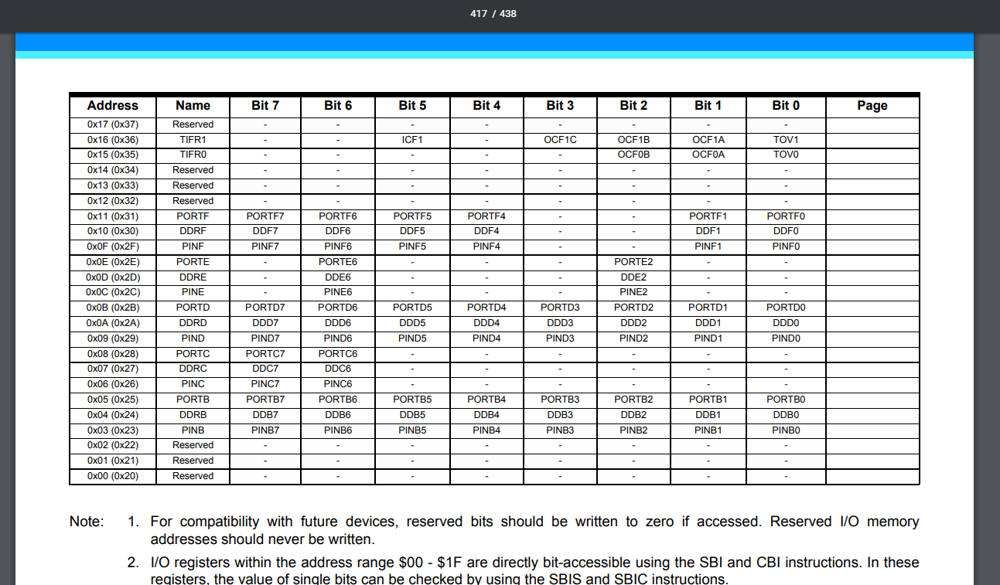 417 / 438
Address Name Bit 7 Bit 6 Bit 5 Bit 4 Bit 3 Bit 2 Bit 1 Bit 0 Page
0x17 (0x37) Reserved - - - - - - - -
0x16 (0x36) TIFR1 - - ICF1 - OCF1C OCF1B OCF1A TOV1
0x15 (0x35) TIFR0 - - - - - OCF0B OCF0A TOV0
0x14 (0x34) Reserved - - - - - - - -
0x13 (0x33) Reserved - - - - - - - -
0x12 (0x32) Reserved - - - - - - - -
0x11 (0x31) PORTF PORTF7 PORTF6 PORTF5 PORTF4 - - PORTF1 PORTF0
0x10 (0x30) DDRF DDF7 DDF6 DDF5 DDF4 - - DDF1 DDF0
0x0F (0x2F) PINF PINF7 PINF6 PINF5 PINF4 - - PINF1 PINF0
0x0E (0x2E) PORTE - PORTE6 - - - PORTE2 - -
0x0D (0x2D) DDRE - DDE6 - - - DDE2 - -
0x0C (0x2C) PINE - PINE6 - - - PINE2 - -
0x0B (0x2B) PORTD PORTD7 PORTD6 PORTD5 PORTD4 PORTD3 PORTD2 PORTD1 PORTD0
0x0A (0x2A) DDRD DDD7 DDD6 DDD5 DDD4 DDD3 DDD2 DDD1 DDD0
0x09 (0x29) PIND PIND7 PIND6 PIND5 PIND4 PIND3 PIND2 PIND1 PIND0
0x08 (0x28) PORTC PORTC7 PORTC6 - - - - - -
0x07 (0x27) DDRC DDC7 DDC6 - - - - - -
0x06 (0x26) PINC PINC7 PINC6 - - - - - -
0x05 (0x25) PORTB PORTB7 PORTB6 PORTB5 PORTB4 PORTB3 PORTB2 PORTB1 PORTB0
0x04 (0x24) DDRB DDB7 DDB6 DDB5 DDB4 DDB3 DDB2 DDB1 DDB0
0x03 (0x23) PINB PINB7 PINB6 PINB5 PINB4 PINB3 PINB2 PINB1 PINB0
0x02 (0x22) Reserved - - - - - - - -
0x01 (0x21) Reserved - - - - - - - -
0x00 (0x20) Reserved - - - - - - - -
Note: 1. For compatibility with future devices, reserved bits should be written to zero if accessed. Reserved I/O memory
addresses should never be written.
2. I/O registers within the address range $00 - $1F are directly bit-accessible using the SBI and CBI instructions. In these
registers, the value of single bits can be checked by using the SBIS and SBIC instructions.